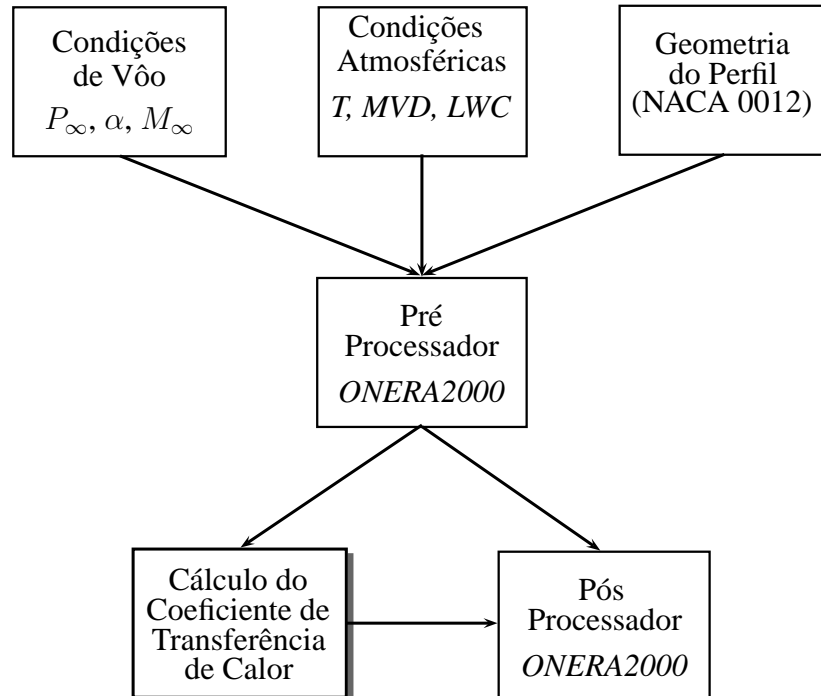 Condições
de Vôo
P∞, α, M∞
Condições
Atmosféricas
T, MVD, LWC
Geometria
do Perfil
(NACA 0012)
Pré
Processador
ONERA2000
Cálculo do
Coeficiente de
Transferência
de Calor
Pós
Processador
ONERA2000